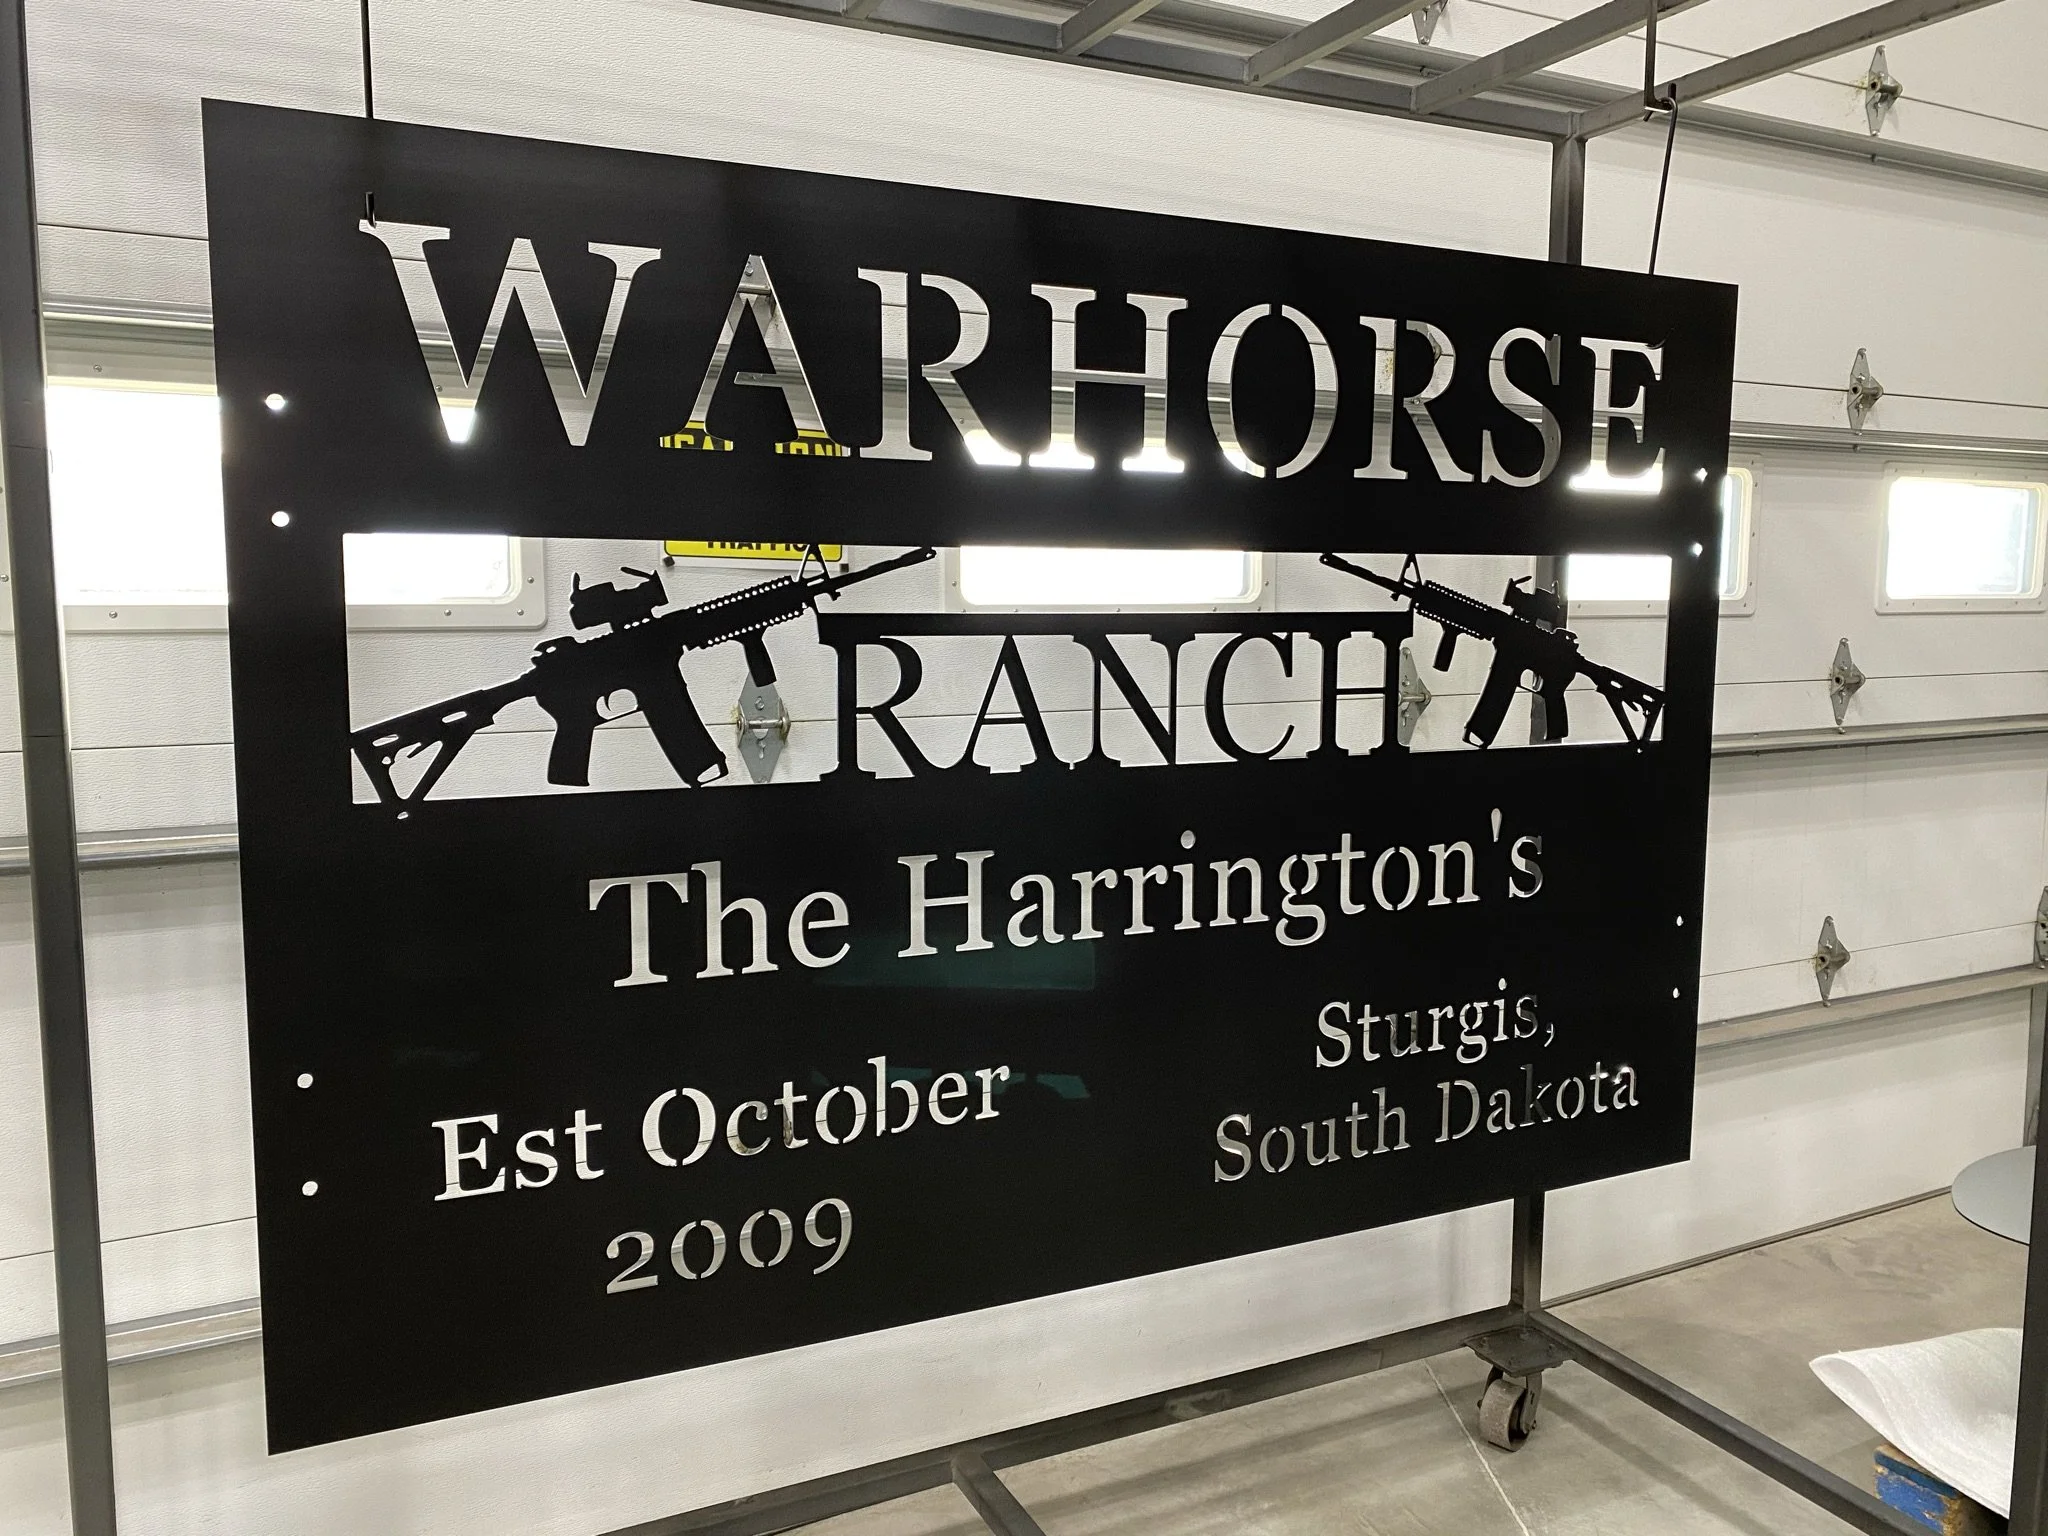 WARHORSE
RANCH
The Harrington's
Est October
2009
Sturgis,
South Dakota